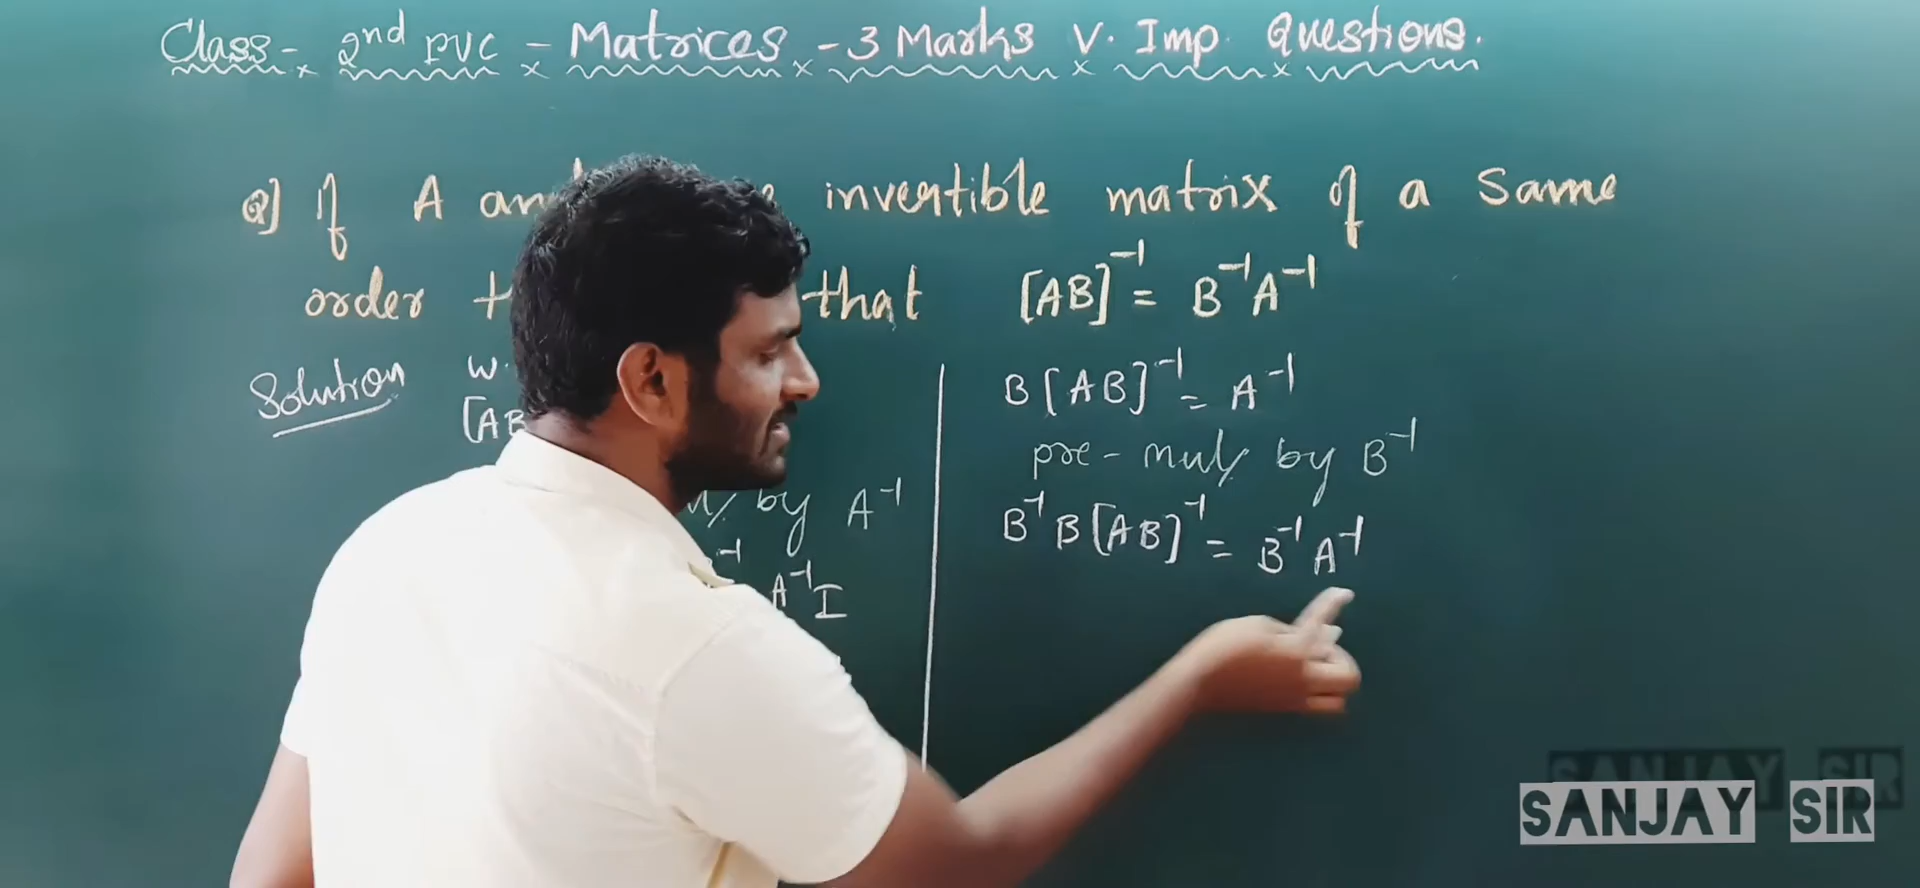 Class - 2nd PUC - Matrices - 3 Marks V. Imp. Questions.
Q] If A an invertible matrix of a Same
order that [AB]⁻¹ = B⁻¹A⁻¹
Solution W.
[AB
by A⁻¹
A⁻¹I
B[AB]⁻¹ = A⁻¹
pre-mul/ by B⁻¹
B⁻¹B[AB]⁻¹ = B⁻¹A⁻¹
SANJAY SIR